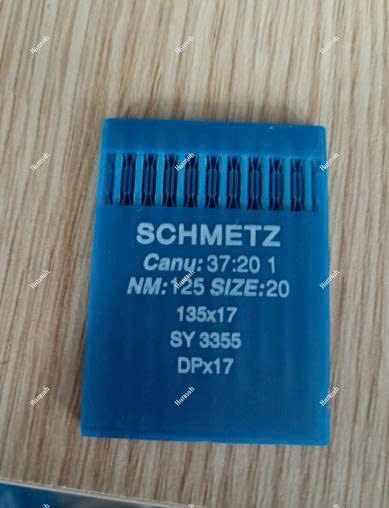 SCHMETZ
Canu: 37:20 1
NM: 125 SIZE: 20
135x17
SY 3355
DPx17